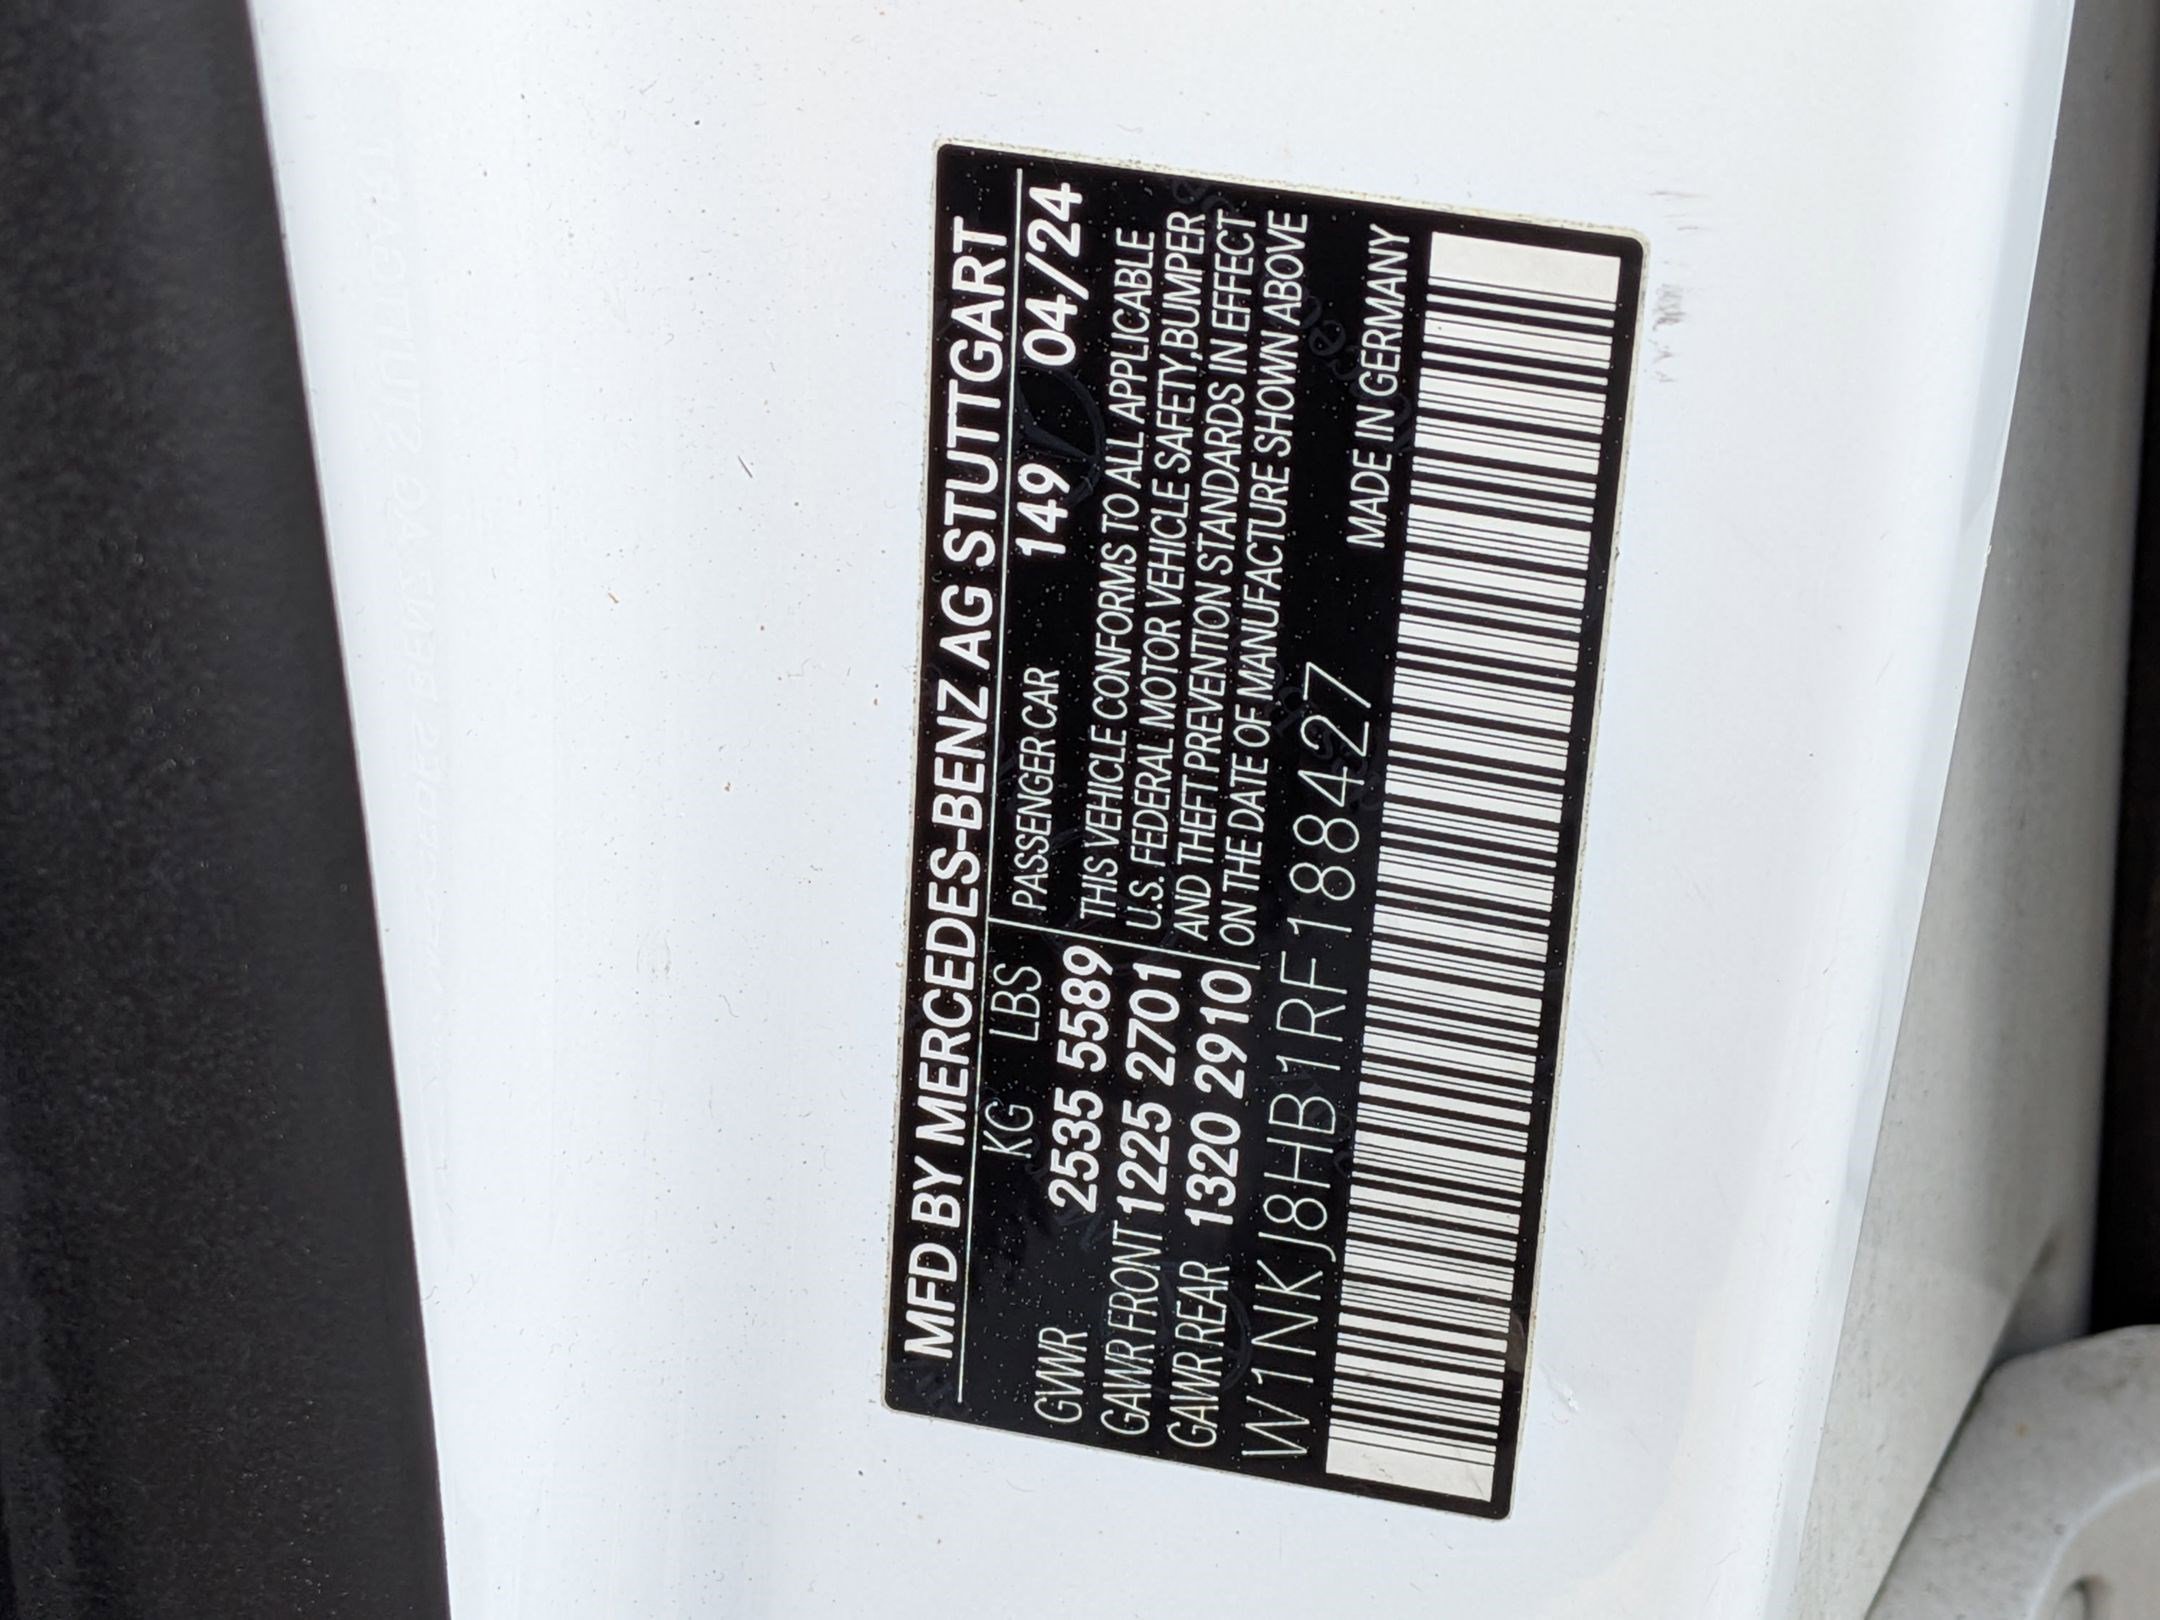 MFD BY MERCEDES-BENZ AG STUTTGART
KG LBS
GVWR 2535 5589
GAWR FRONT 1225 2701
GAWR REAR 1320 2910
PASSENGER CAR 149 04/24
THIS VEHICLE CONFORMS TO ALL APPLICABLE
U.S. FEDERAL MOTOR VEHICLE SAFETY,BUMPER
AND THEFT PREVENTION STANDARDS IN EFFECT
ON THE DATE OF MANUFACTURE SHOWN ABOVE
W1NKJ8HB1RF188427
MADE IN GERMANY